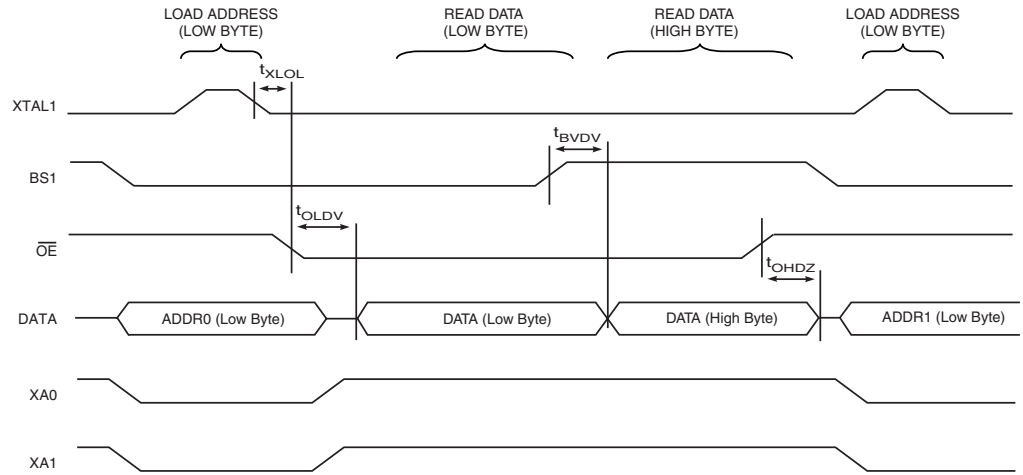 LOAD ADDRESS
(LOW BYTE)
READ DATA
(LOW BYTE)
READ DATA
(HIGH BYTE)
LOAD ADDRESS
(LOW BYTE)
tXLOL
XTAL1
tBVDV
BS1
tOLDV
OE
tOHDZ
DATA
ADDR0 (Low Byte)
DATA (Low Byte)
DATA (High Byte)
ADDR1 (Low Byte)
XA0
XA1